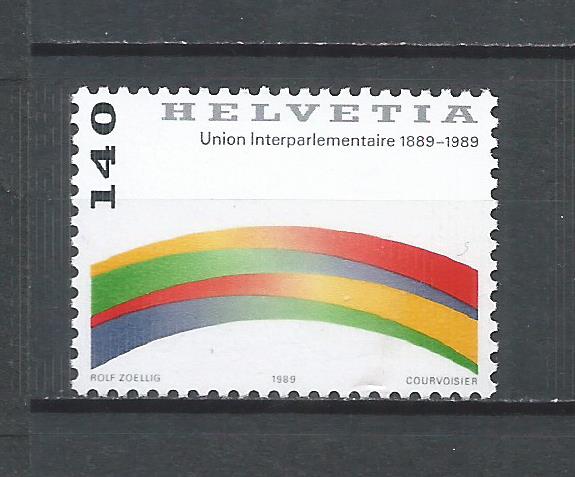 HELVETIA
140
Union Interparlementaire 1889-1989
ROLF ZOELLIG 1989 COURVOISIER